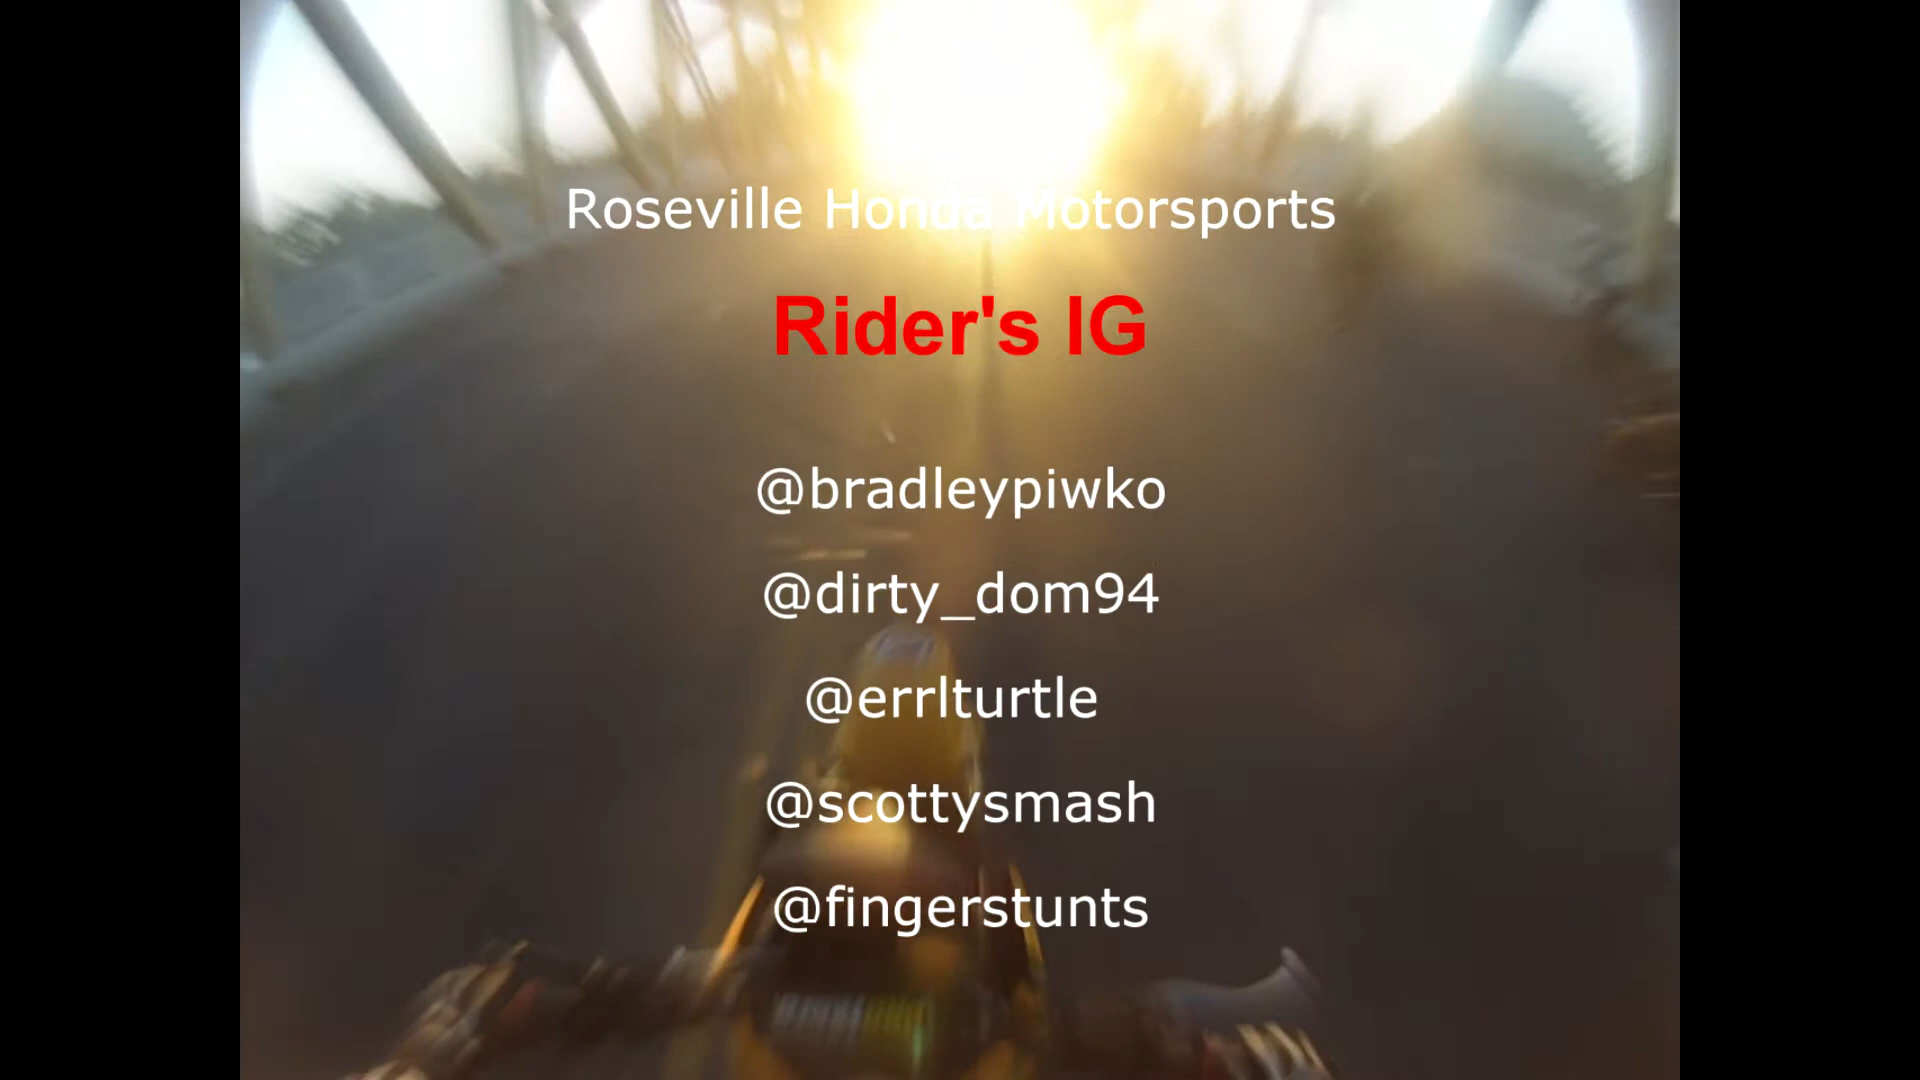 Roseville Honda Motorsports
Rider's IG
@bradleypiwko
@dirty_dom94
@errlturtle
@scottysmash
@fingerstunts